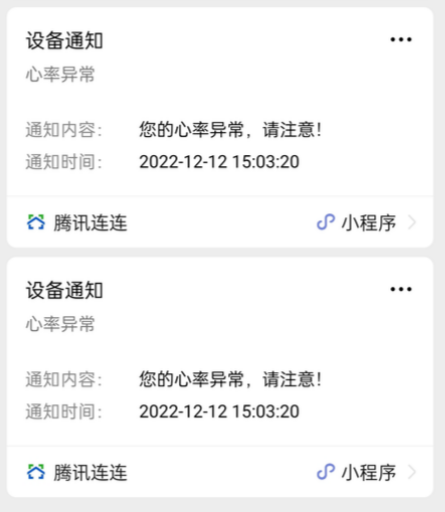 设备通知
心率异常
通知内容： 您的心率异常，请注意！
通知时间： 2022-12-12 15:03:20
腾讯连连 小程序
设备通知
心率异常
通知内容： 您的心率异常，请注意！
通知时间： 2022-12-12 15:03:20
腾讯连连 小程序